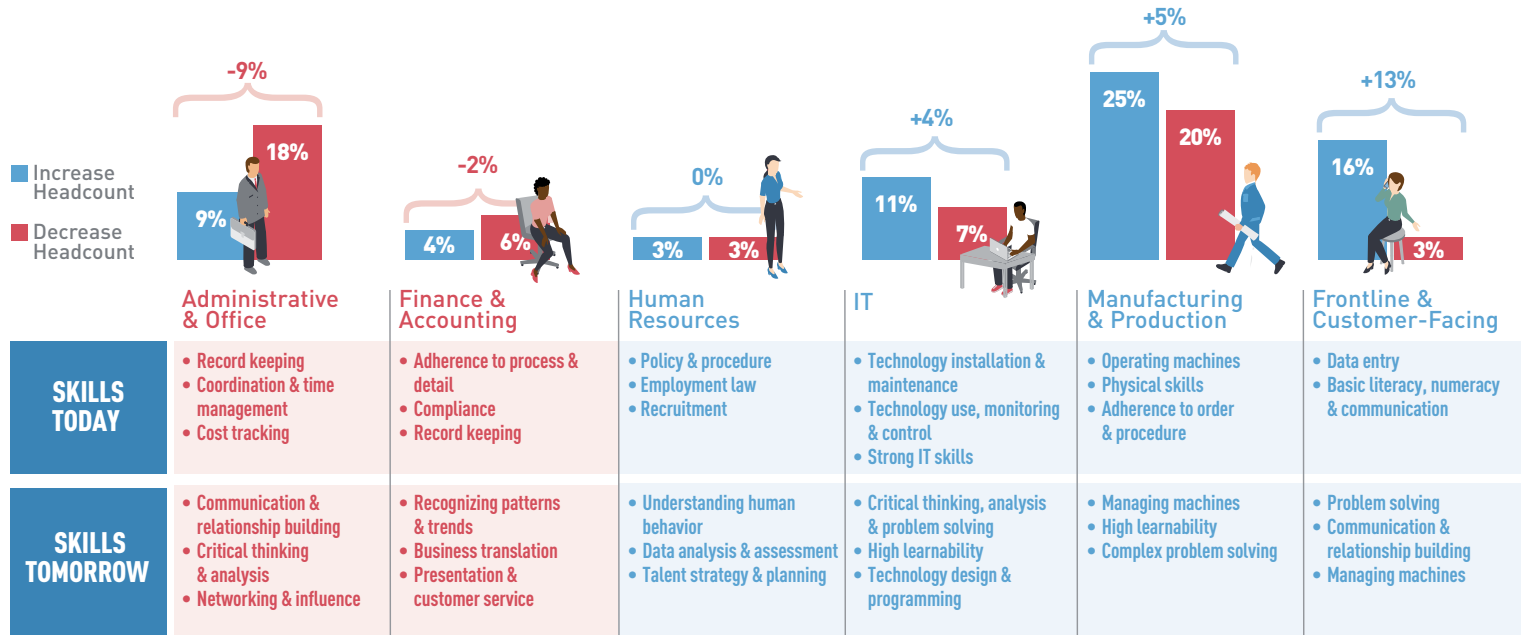 +5%
-9%
+13%
25%
+4%
20%
18%
-2%
16%
Increase
Headcount
0%
11%
9%
Decrease
Headcount
4%
6%
3%
3%
7%
3%
Administrative
& Office
Finance &
Accounting
Human
Resources
IT
Manufacturing
& Production
Frontline &
Customer-Facing
SKILLS
TODAY
• Record keeping
• Coordination & time
management
• Cost tracking
• Adherence to process &
detail
• Compliance
• Record keeping
• Policy & procedure
• Employment law
• Recruitment
• Technology installation &
maintenance
• Technology use, monitoring
& control
• Strong IT skills
• Operating machines
• Physical skills
• Adherence to order
& procedure
• Data entry
• Basic literacy, numeracy
& communication
SKILLS
TOMORROW
• Communication &
relationship building
• Critical thinking
& analysis
• Networking & influence
• Recognizing patterns
& trends
• Business translation
• Presentation &
customer service
• Understanding human
behavior
• Data analysis & assessment
• Talent strategy & planning
• Critical thinking, analysis
& problem solving
• High learnability
• Technology design &
programming
• Managing machines
• High learnability
• Complex problem solving
• Problem solving
• Communication &
relationship building
• Managing machines